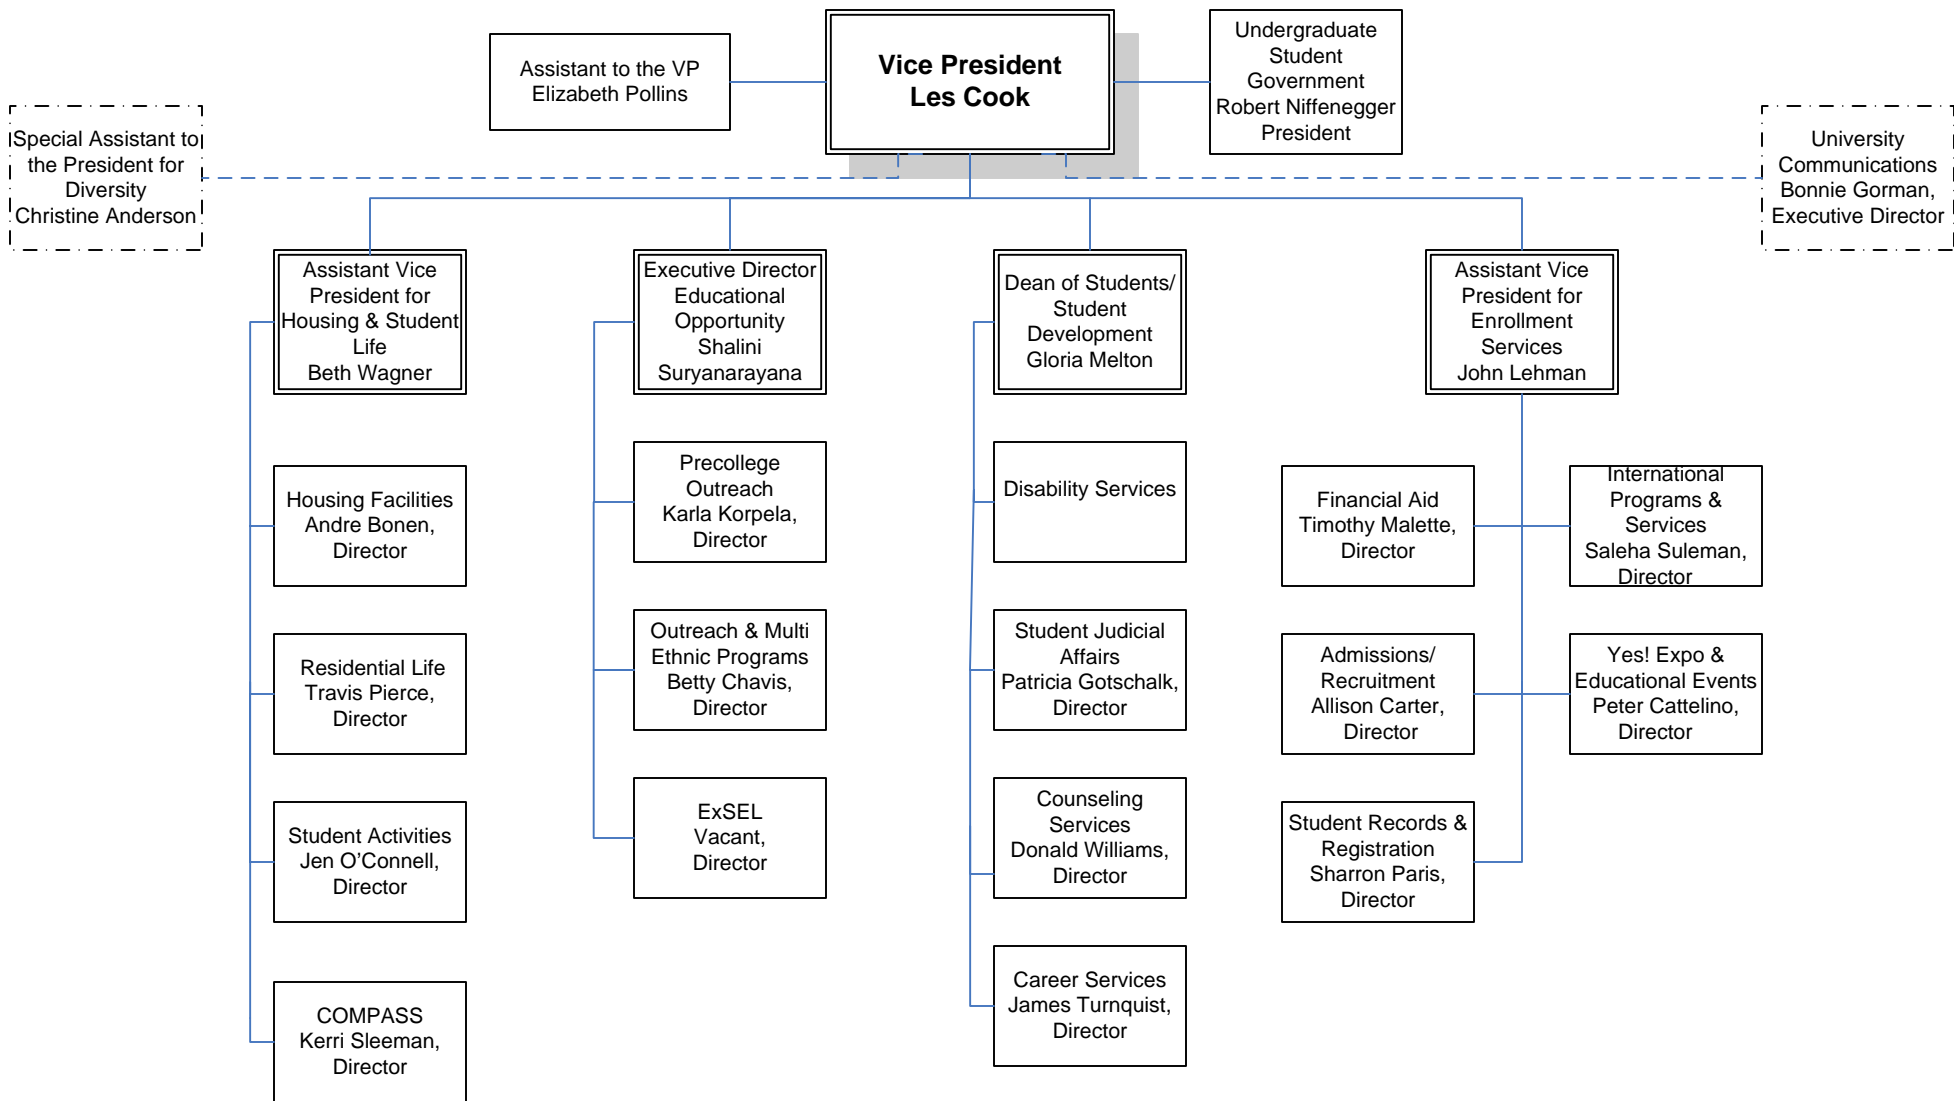 Assistant to the VP
Elizabeth Pollins
Vice President
Les Cook
Undergraduate
Student
Government
Robert Niffenegger
President
Special Assistant to
the President for
Diversity
Christine Anderson
University
Communications
Bonnie Gorman,
Executive Director
Assistant Vice
President for
Housing & Student
Life
Beth Wagner
Executive Director
Educational
Opportunity
Shalini
Suryanarayana
Dean of Students/
Student
Development
Gloria Melton
Assistant Vice
President for
Enrollment
Services
John Lehman
Housing Facilities
Andre Bonen,
Director
Residential Life
Travis Pierce,
Director
Student Activities
Jen O’Connell,
Director
COMPASS
Kerri Sleeman,
Director
Precollege
Outreach
Karla Korpela,
Director
Outreach & Multi
Ethnic Programs
Betty Chavis,
Director
ExSEL
Vacant,
Director
Disability Services
Student Judicial
Affairs
Patricia Gotschalk,
Director
Counseling
Services
Donald Williams,
Director
Career Services
James Turnquist,
Director
Financial Aid
Timothy Malette,
Director
International
Programs &
Services
Saleha Suleman,
Director
Admissions/
Recruitment
Allison Carter,
Director
Yes! Expo &
Educational Events
Peter Cattelino,
Director
Student Records &
Registration
Sharron Paris,
Director